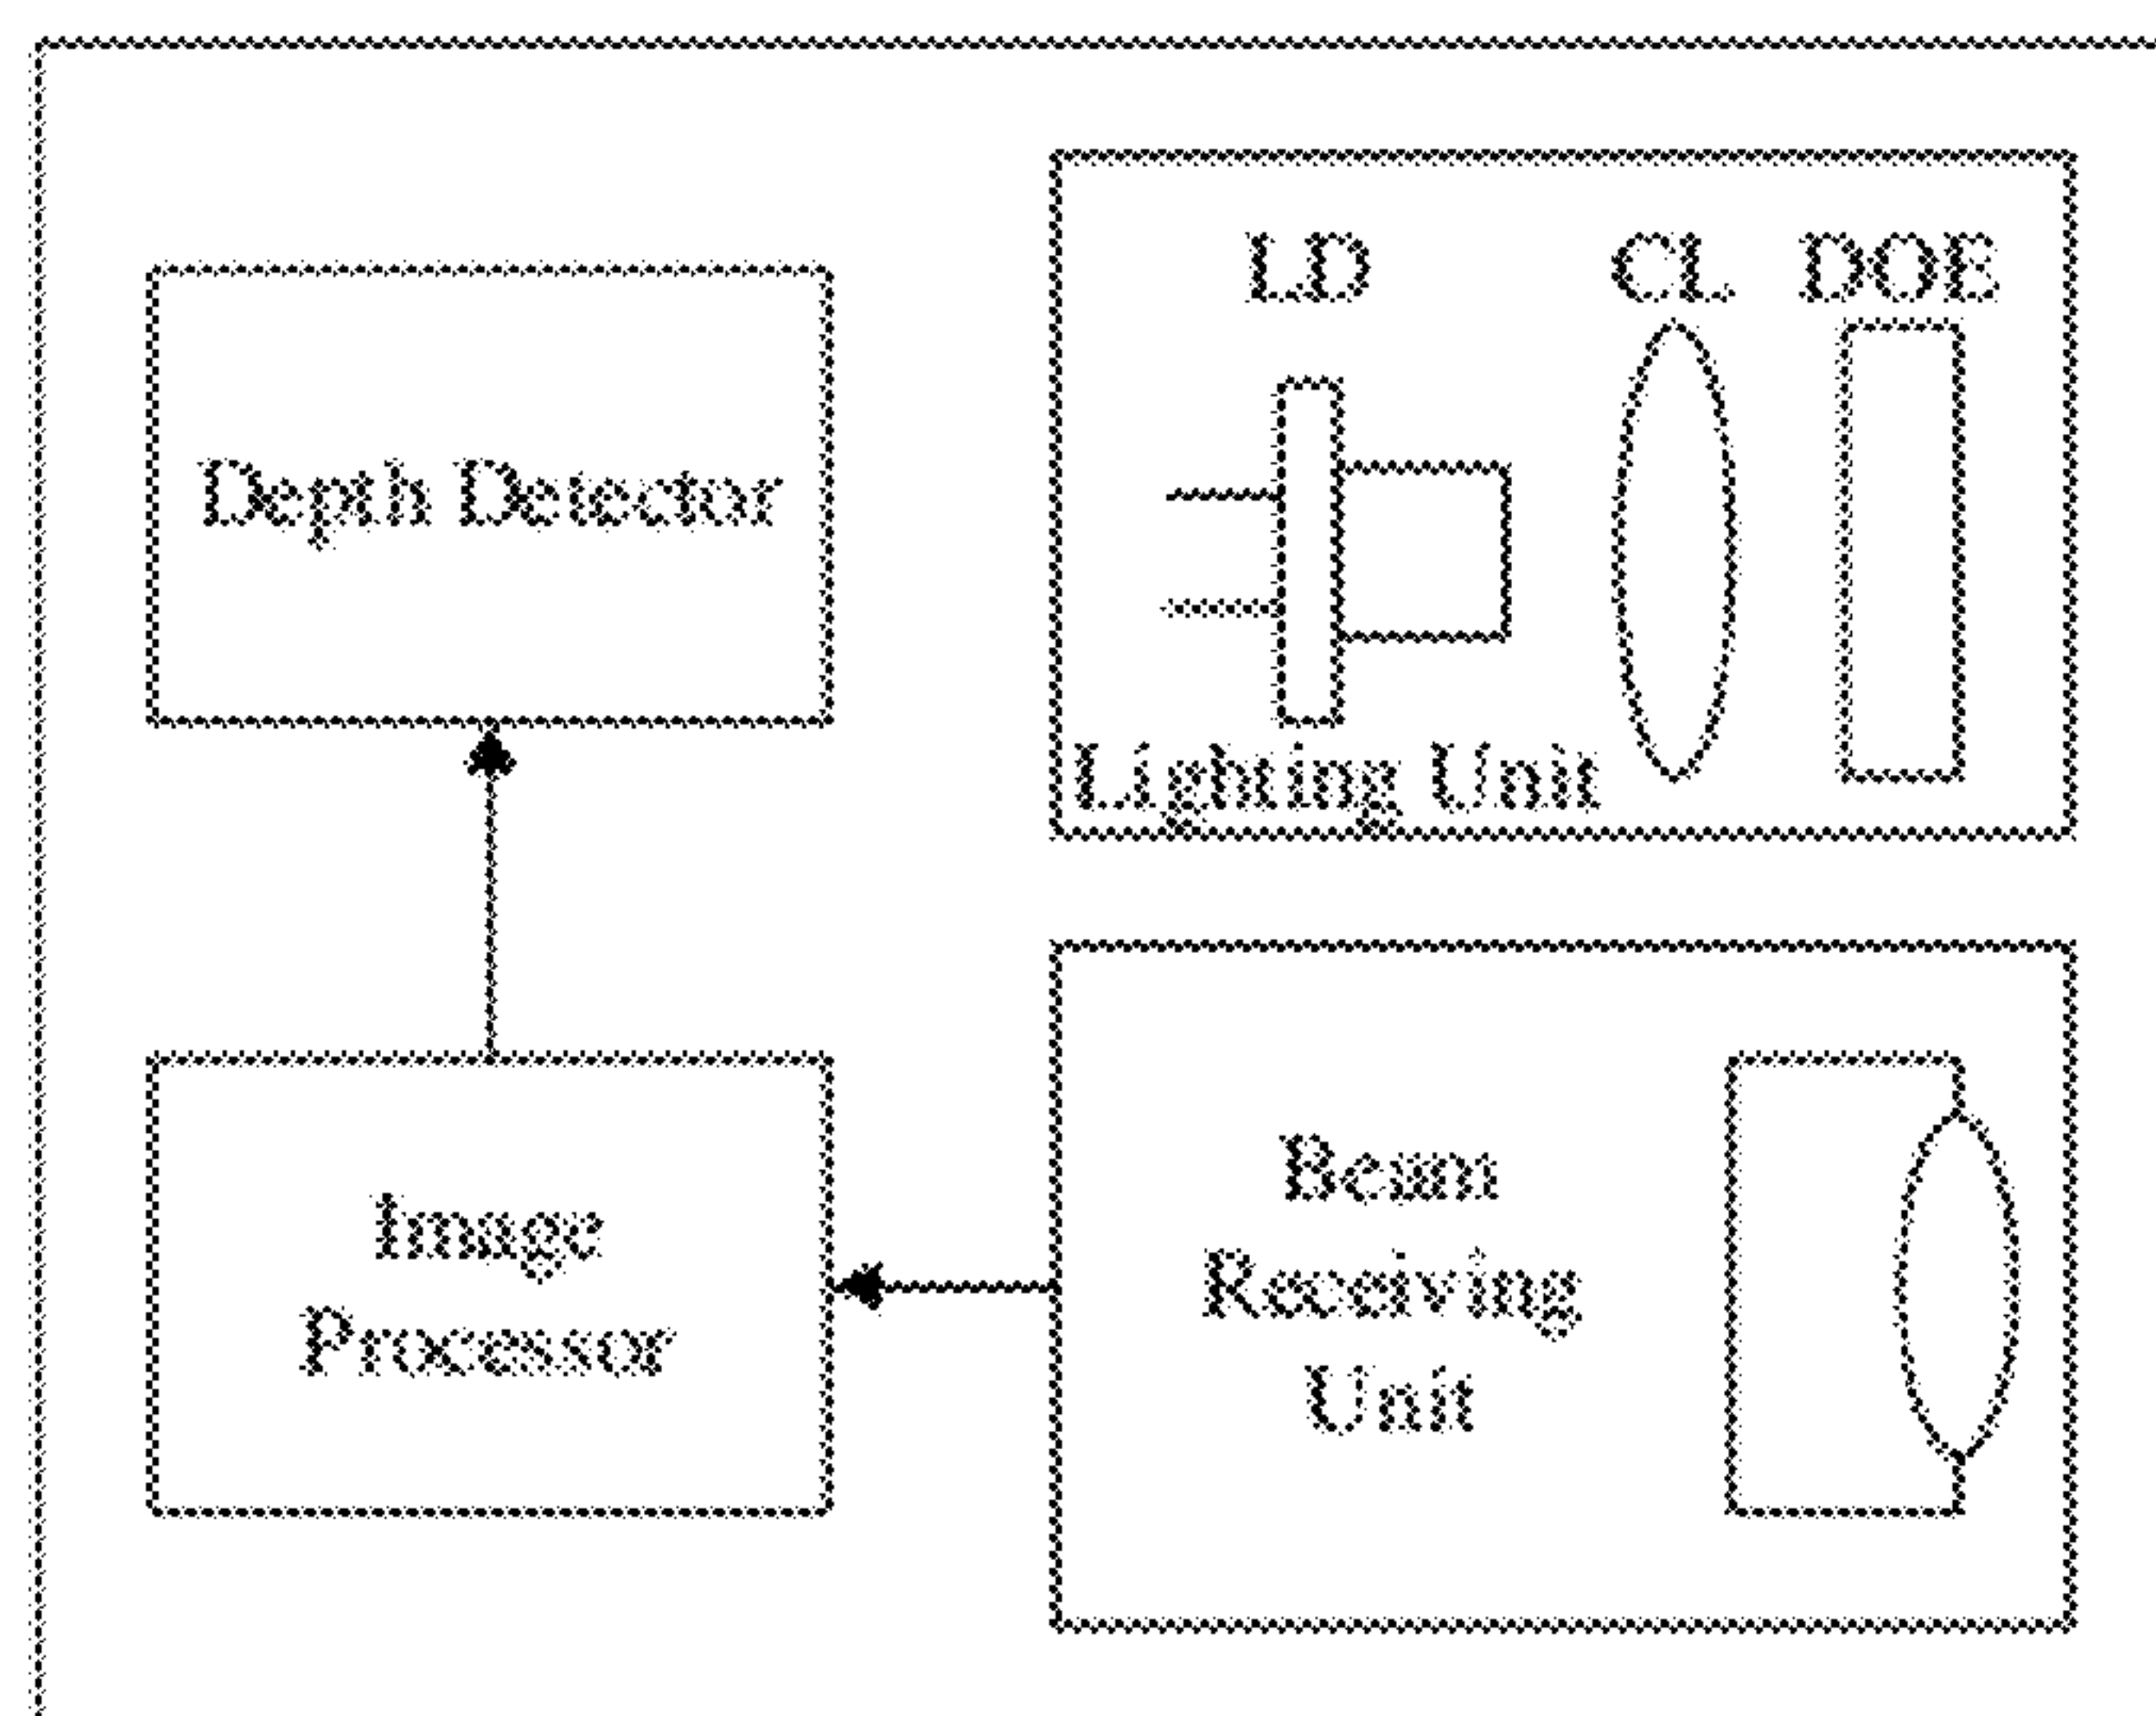 LD CL DOE
Depth Detector
Lighting Unit
Image
Processor
Beam
Receiving
Unit